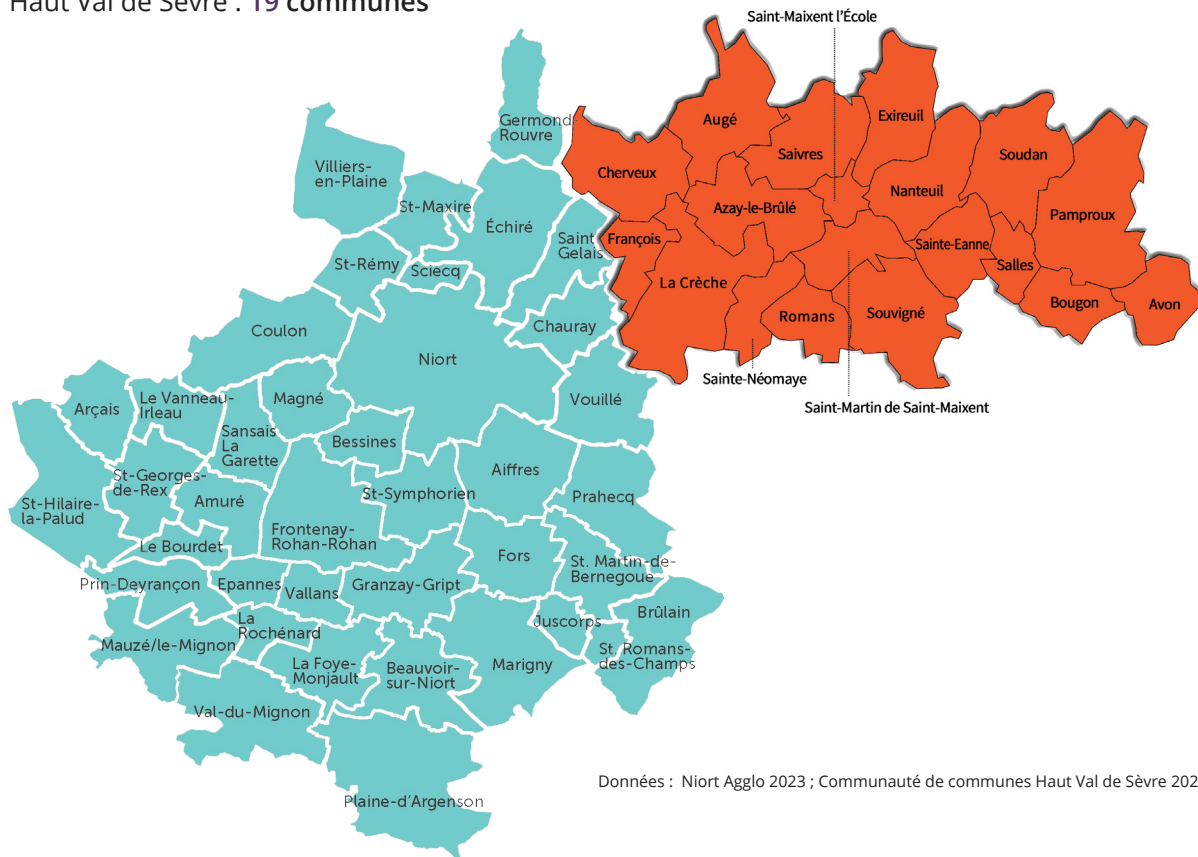 Haut Val de Sèvre : 19 communes
Saint-Maixent l'École
Germond-
Rouvre
Augé
Exireuil
Villiers-
en-Plaine
Cherveux
Saivres
Soudan
St-Maxire
Échiré
Azay-le-Brûlé
Nanteuil
Pamproux
Saint
Gelais
François
Sainte-Eanne
St-Rémy
Sciecq
La Crèche
Salles
Bougon
Avon
Coulon
Chauray
Romans
Souvigné
Niort
Sainte-Néomaye
Saint-Martin de Saint-Maixent
Arçais
Le Vanneau-
Irleau
Magné
Vouillé
Sansais
La
Garette
Bessines
Aiffres
St-Georges-
de-Rex
Amuré
St-Symphorien
Prahecq
St-Hilaire-
la-Palud
Frontenay-
Rohan-Rohan
Le Bourdet
Fors
St. Martin-de-
Bernegoue
Prin-Deyrançon
Epannes
Vallans
Granzay-Gript
Brûlain
La
Rochénard
Juscorps
Mauzé/le-Mignon
La Foye-
Monjault
Beauvoir-
sur-Niort
Marigny
St. Romans-
des-Champs
Val-du-Mignon
Plaine-d'Argenson
Données : Niort Agglo 2023 ; Communauté de communes Haut Val de Sèvre 202